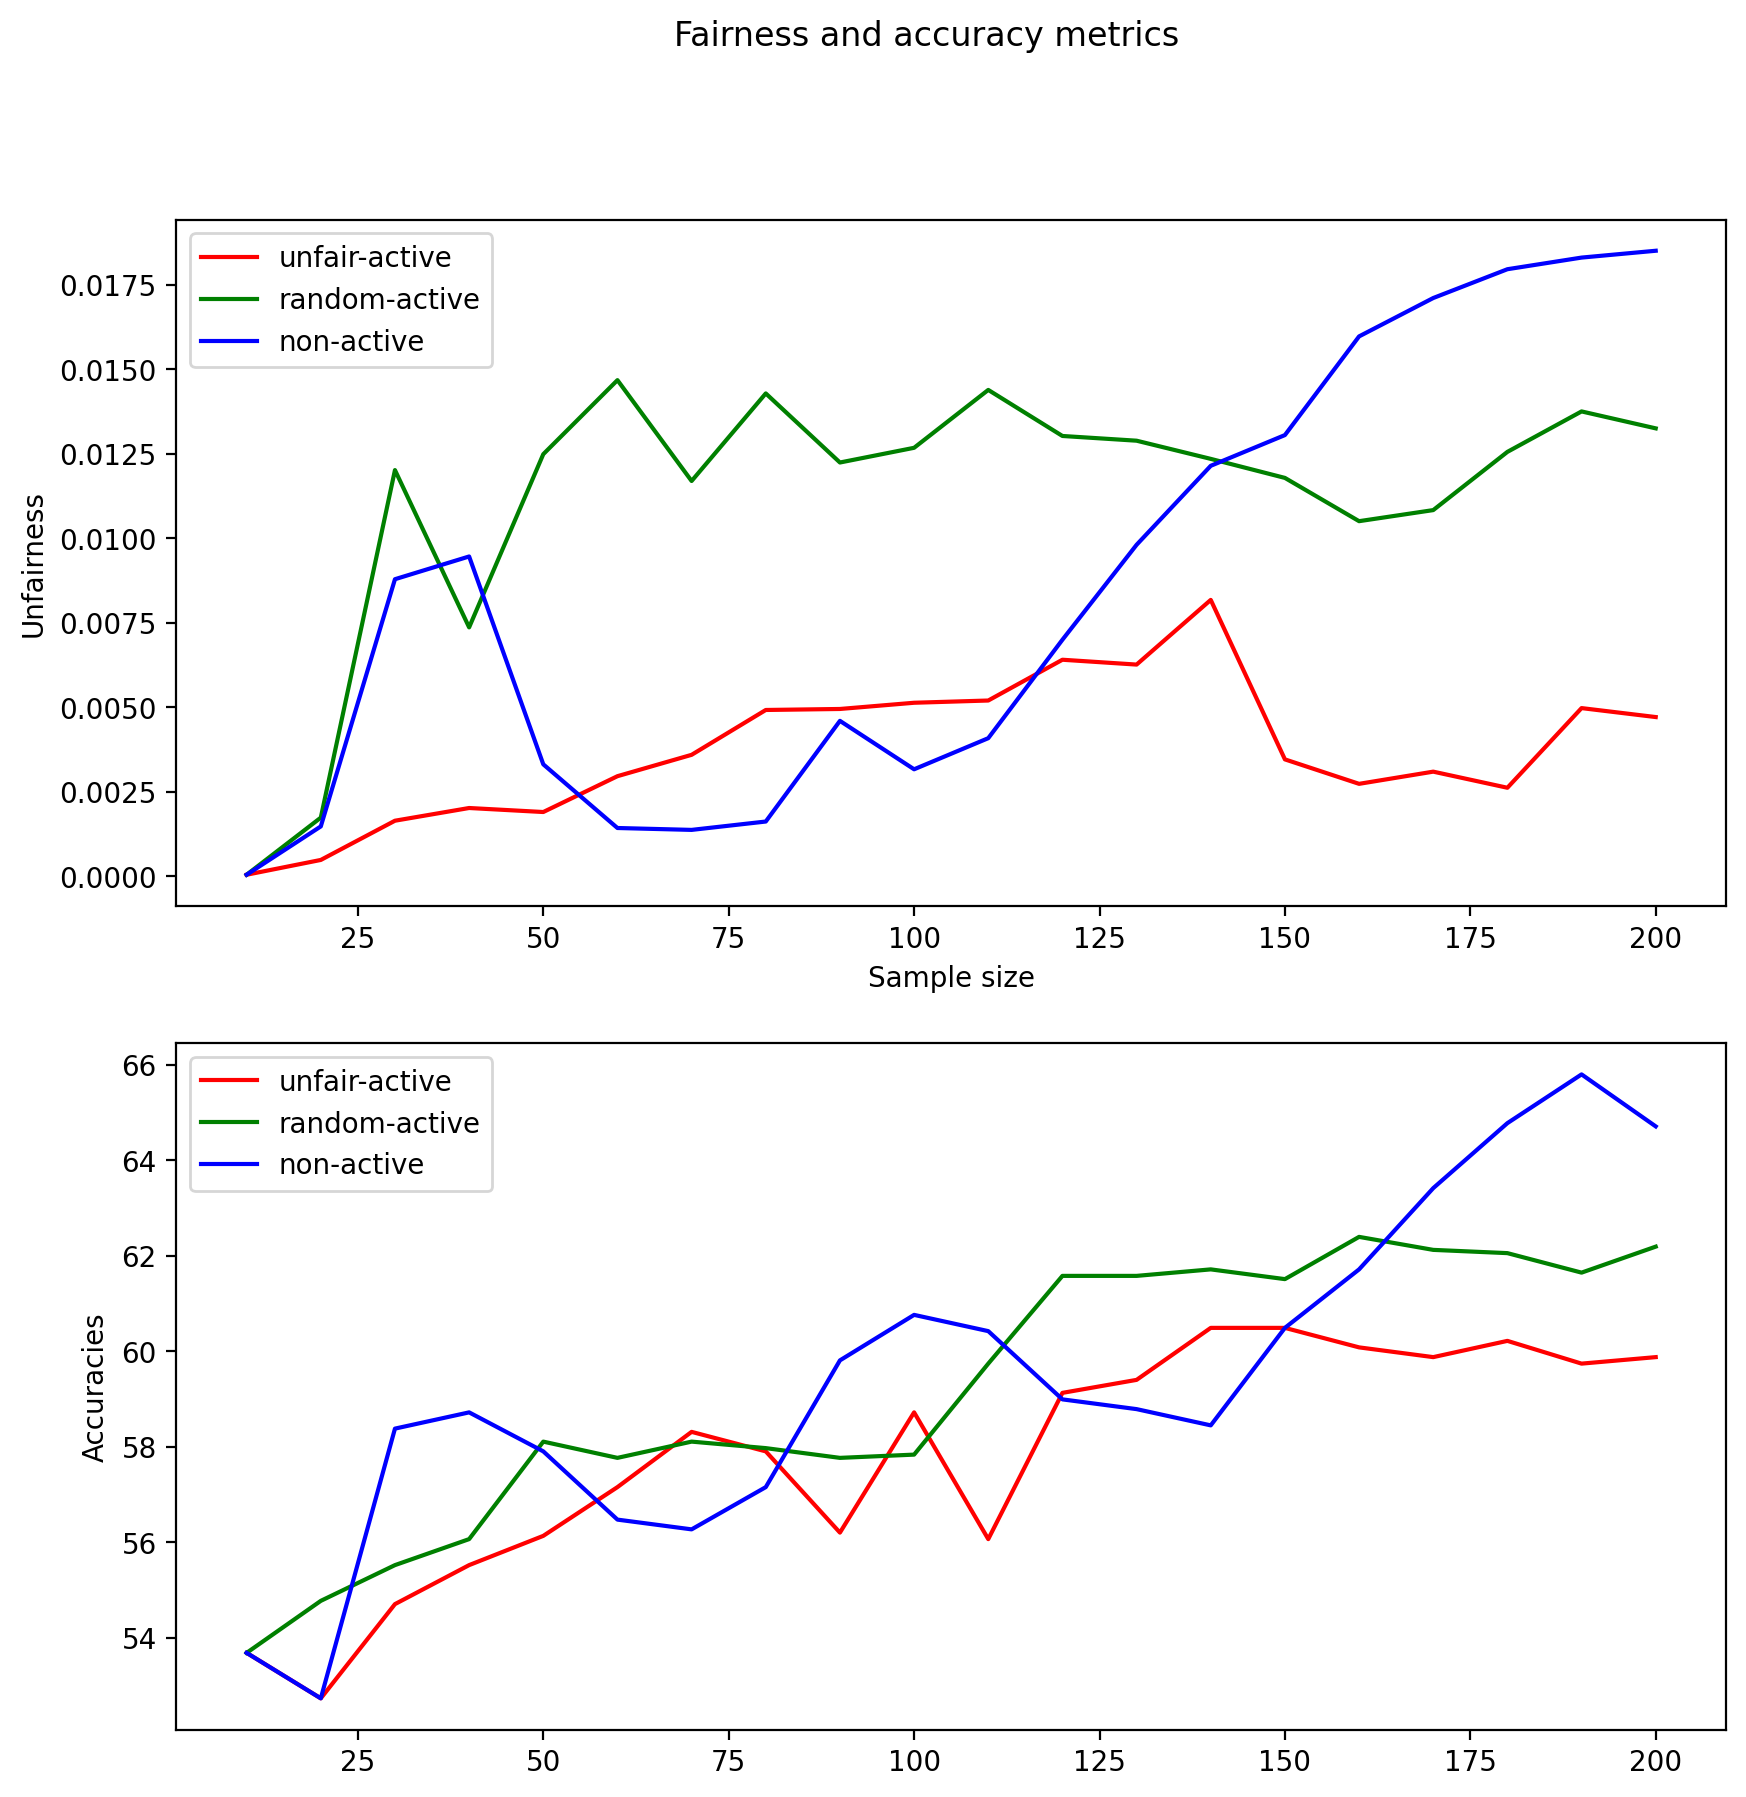 Fairness and accuracy metrics
unfair-active
random-active
non-active
0.0175
0.0150
0.0125
0.0100
0.0075
0.0050
0.0025
0.0000
Unfairness
25 50 75 100 125 150 175 200
Sample size
unfair-active
random-active
non-active
66
64
62
60
58
56
54
Accuracies
25 50 75 100 125 150 175 200